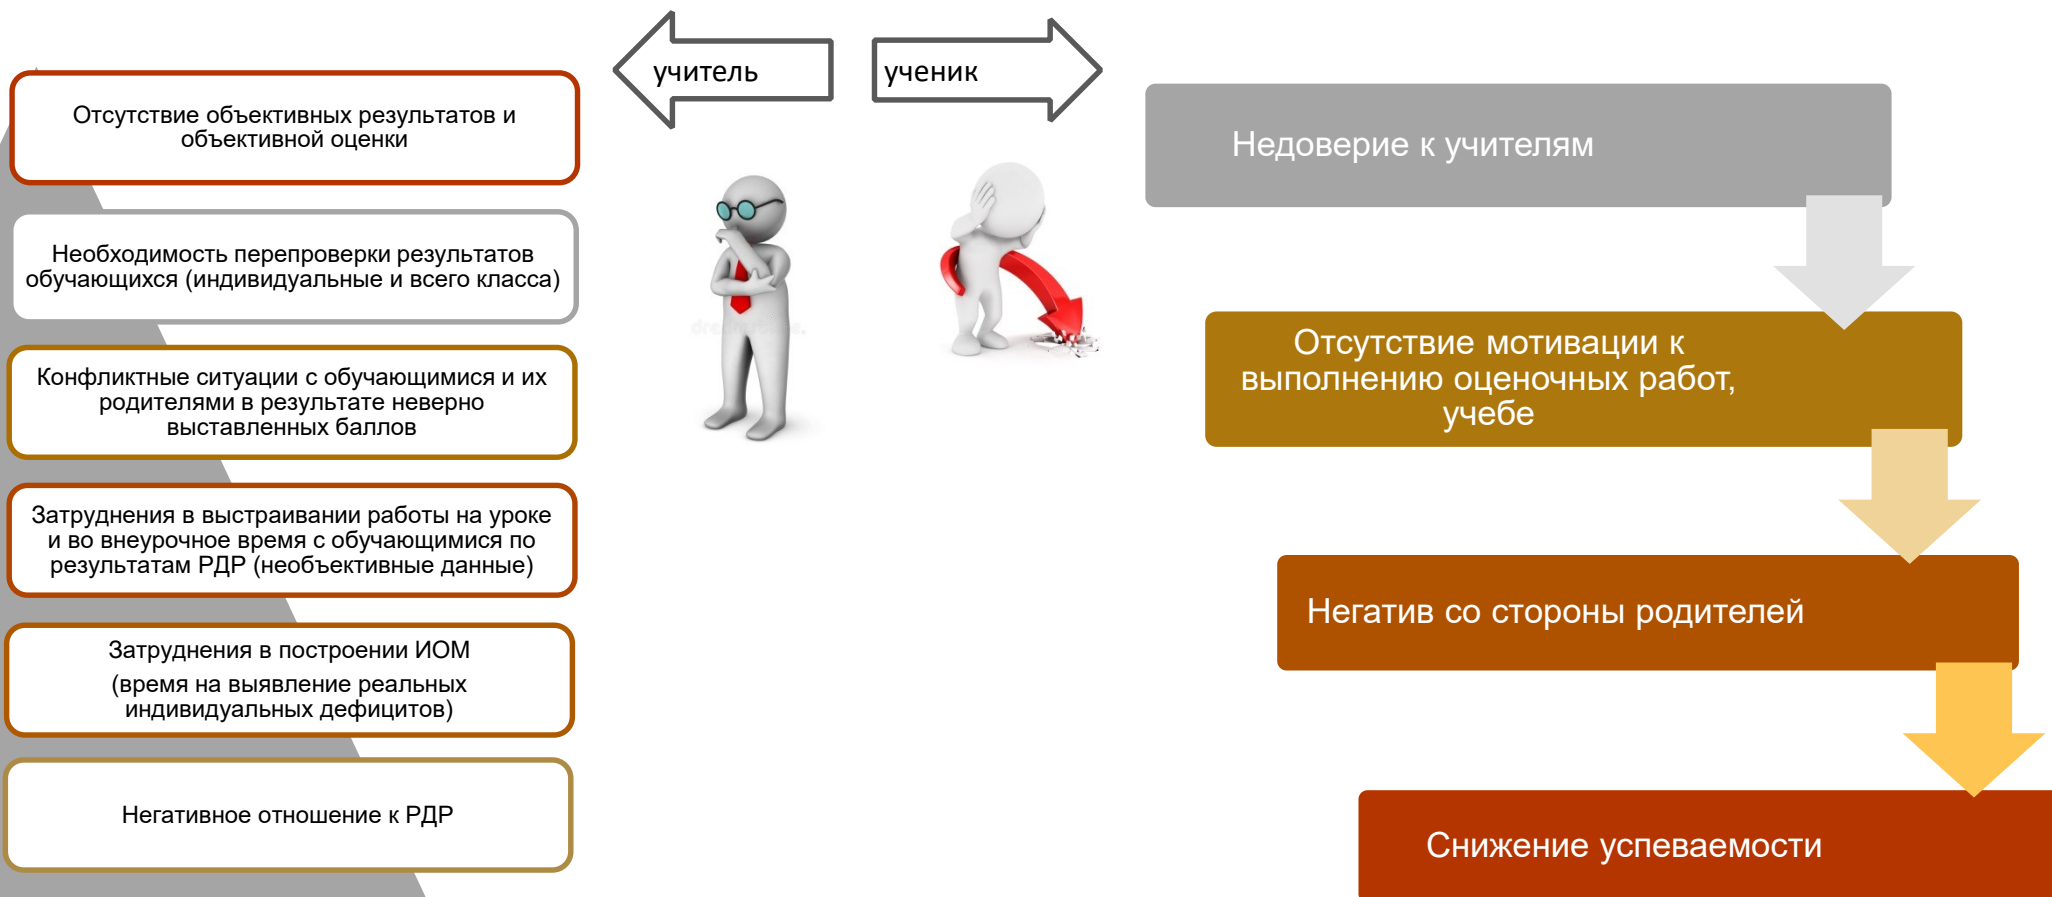 учитель
ученик
Отсутствие объективных результатов и
объективной оценки
Необходимость перепроверки результатов
обучающихся (индивидуальные и всего класса)
Конфликтные ситуации с обучающимися и их
родителями в результате неверно
выставленных баллов
Затруднения в выстраивании работы на уроке
и во внеурочное время с обучающимися по
результатам РДР (необъективные данные)
Затруднения в построении ИОМ
(время на выявление реальных
индивидуальных дефицитов)
Негативное отношение к РДР
Недоверие к учителям
Отсутствие мотивации к
выполнению оценочных работ,
учебе
Негатив со стороны родителей
Снижение успеваемости